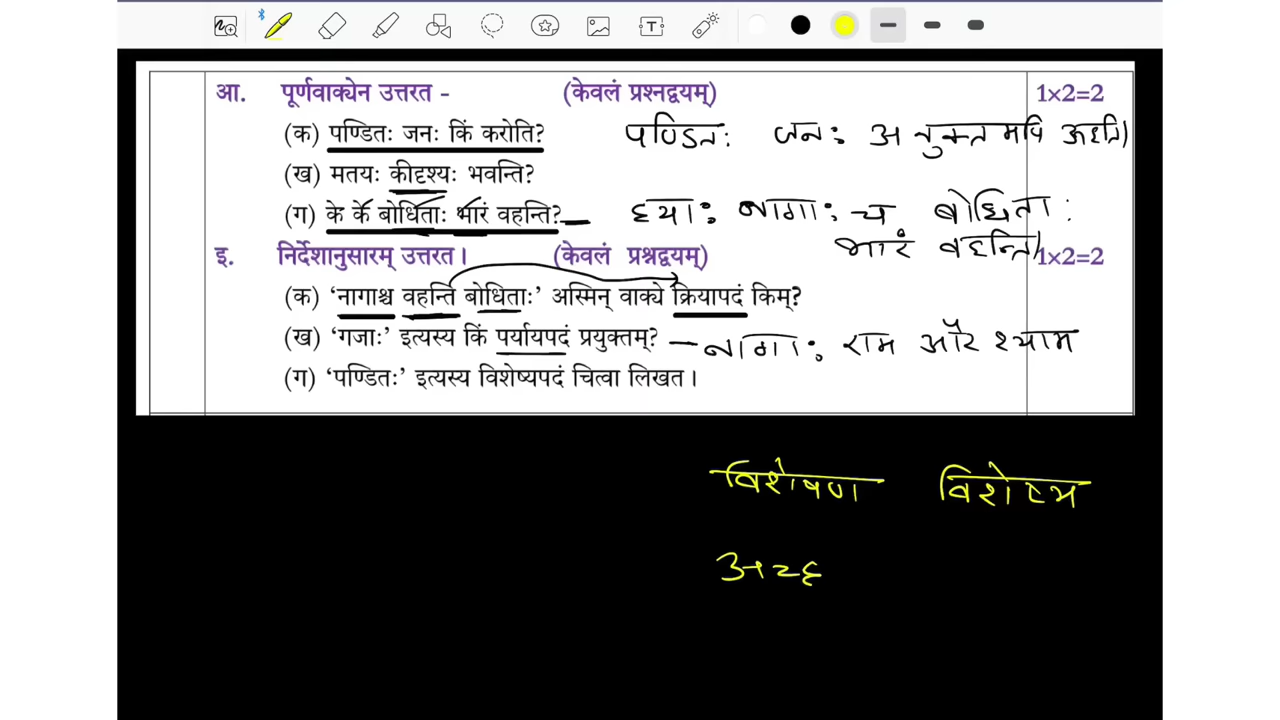 आ. पूर्णवाक्येन उत्तरत - (केवलं प्रश्नद्वयम्) 1×2=2
(क) पण्डितः जनः किं करोति? पण्डितः जनः अनुक्तमपि ऊहति।
(ख) मतयः कीदृश्यः भवन्ति?
(ग) के के बोधिताः भारं वहन्ति? हयाः नागाः च बोधिताः
भारं वहन्ति।
इ. निर्देशानुसारम् उत्तरत। (केवलं प्रश्नद्वयम्) 1×2=2
(क) ‘नागाश्च वहन्ति बोधिताः’ अस्मिन् वाक्ये क्रियापदं किम्?
(ख) ‘गजाः’ इत्यस्य किं पर्यायपदं प्रयुक्तम्? – नागाः राम और श्याम
(ग) ‘पण्डितः’ इत्यस्य विशेष्यपदं चित्वा लिखत।
विशेषण विशेष्य